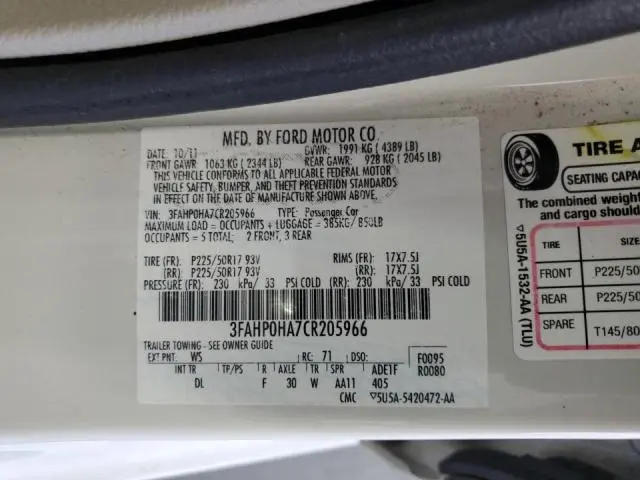 MFD. BY FORD MOTOR CO.
DATE 10/11 GVWR: 1991 KG ( 4389 LB)
FRONT GAWR: 1063 KG ( 2344 LB) REAR GAWR: 928 KG ( 2045 LB)
THIS VEHICLE CONFORMS TO ALL APPLICABLE FEDERAL MOTOR
VEHICLE SAFETY, BUMPER, AND THEFT PREVENTION STANDARDS
IN EFFECT ON THE DATE OF MANUFACTURE SHOWN ABOVE.
VIN: 3FAHP0HA7CR205966 TYPE: Passenger Car
MAXIMUM LOAD = OCCUPANTS + LUGGAGE = 385KG/ 850LB
OCCUPANTS = 5 TOTAL: 2 FRONT, 3 REAR
TIRE (FR): P225/50R17 93V RIMS (FR): 17X7.5J
(RR): P225/50R17 93V (RR): 17X7.5J
PRESSURE (FR): 230 kPa/ 33 PSI COLD (RR): 230 kPa/ 33 PSI COLD
3FAHP0HA7CR205966
TRAILER TOWING - SEE OWNER GUIDE
EXT PNT: WS RC: 71 DSO: F0095
R0080
INT TR TP/PS R AXLE TR ADE1F
DL F 30 W AA11 405
CMC ▽5U5A-5420472-AA
TIRE A
SEATING CAPAC
The combined weight
and cargo should
TIRE SIZE
FRONT P225/50
REAR P225/50
SPARE T145/80
▽5U5A-1532-AA (TLU)